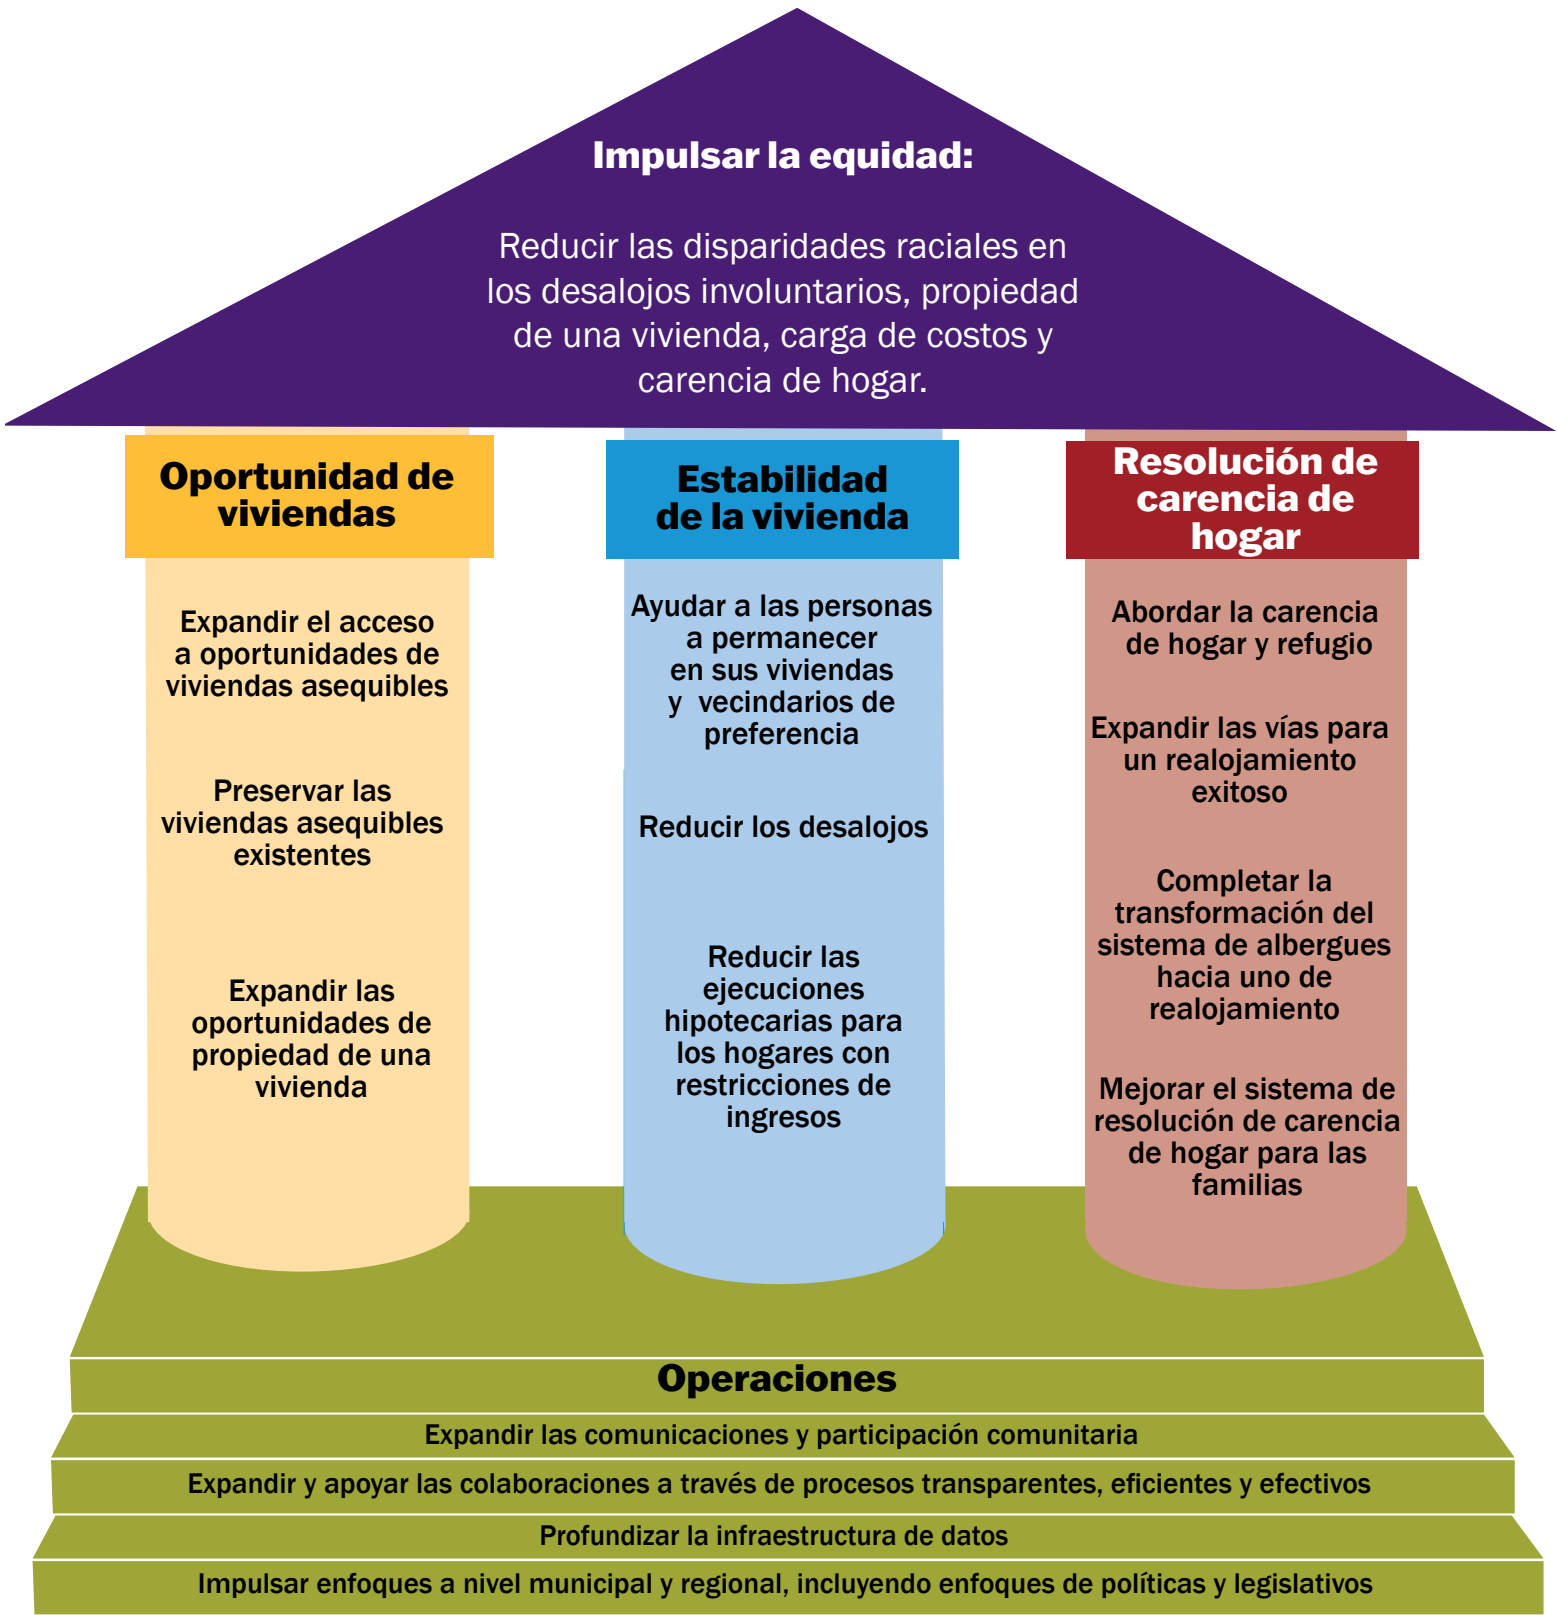 Impulsar la equidad:
Reducir las disparidades raciales en
los desalojos involuntarios, propiedad
de una vivienda, carga de costos y
carencia de hogar.
Oportunidad de
viviendas
Expandir el acceso
a oportunidades de
viviendas asequibles
Preservar las
viviendas asequibles
existentes
Expandir las
oportunidades de
propiedad de una
vivienda
Estabilidad
de la vivienda
Ayudar a las personas
a permanecer
en sus viviendas
y vecindarios de
preferencia
Reducir los desalojos
Reducir las
ejecuciones
hipotecarias para
los hogares con
restricciones de
ingresos
Resolución de
carencia de
hogar
Abordar la carencia
de hogar y refugio
Expandir las vías para
un realojamiento
exitoso
Completar la
transformación del
sistema de albergues
hacia uno de
realojamiento
Mejorar el sistema de
resolución de carencia
de hogar para las
familias
Operaciones
Expandir las comunicaciones y participación comunitaria
Expandir y apoyar las colaboraciones a través de procesos transparentes, eficientes y efectivos
Profundizar la infraestructura de datos
Impulsar enfoques a nivel municipal y regional, incluyendo enfoques de políticas y legislativos